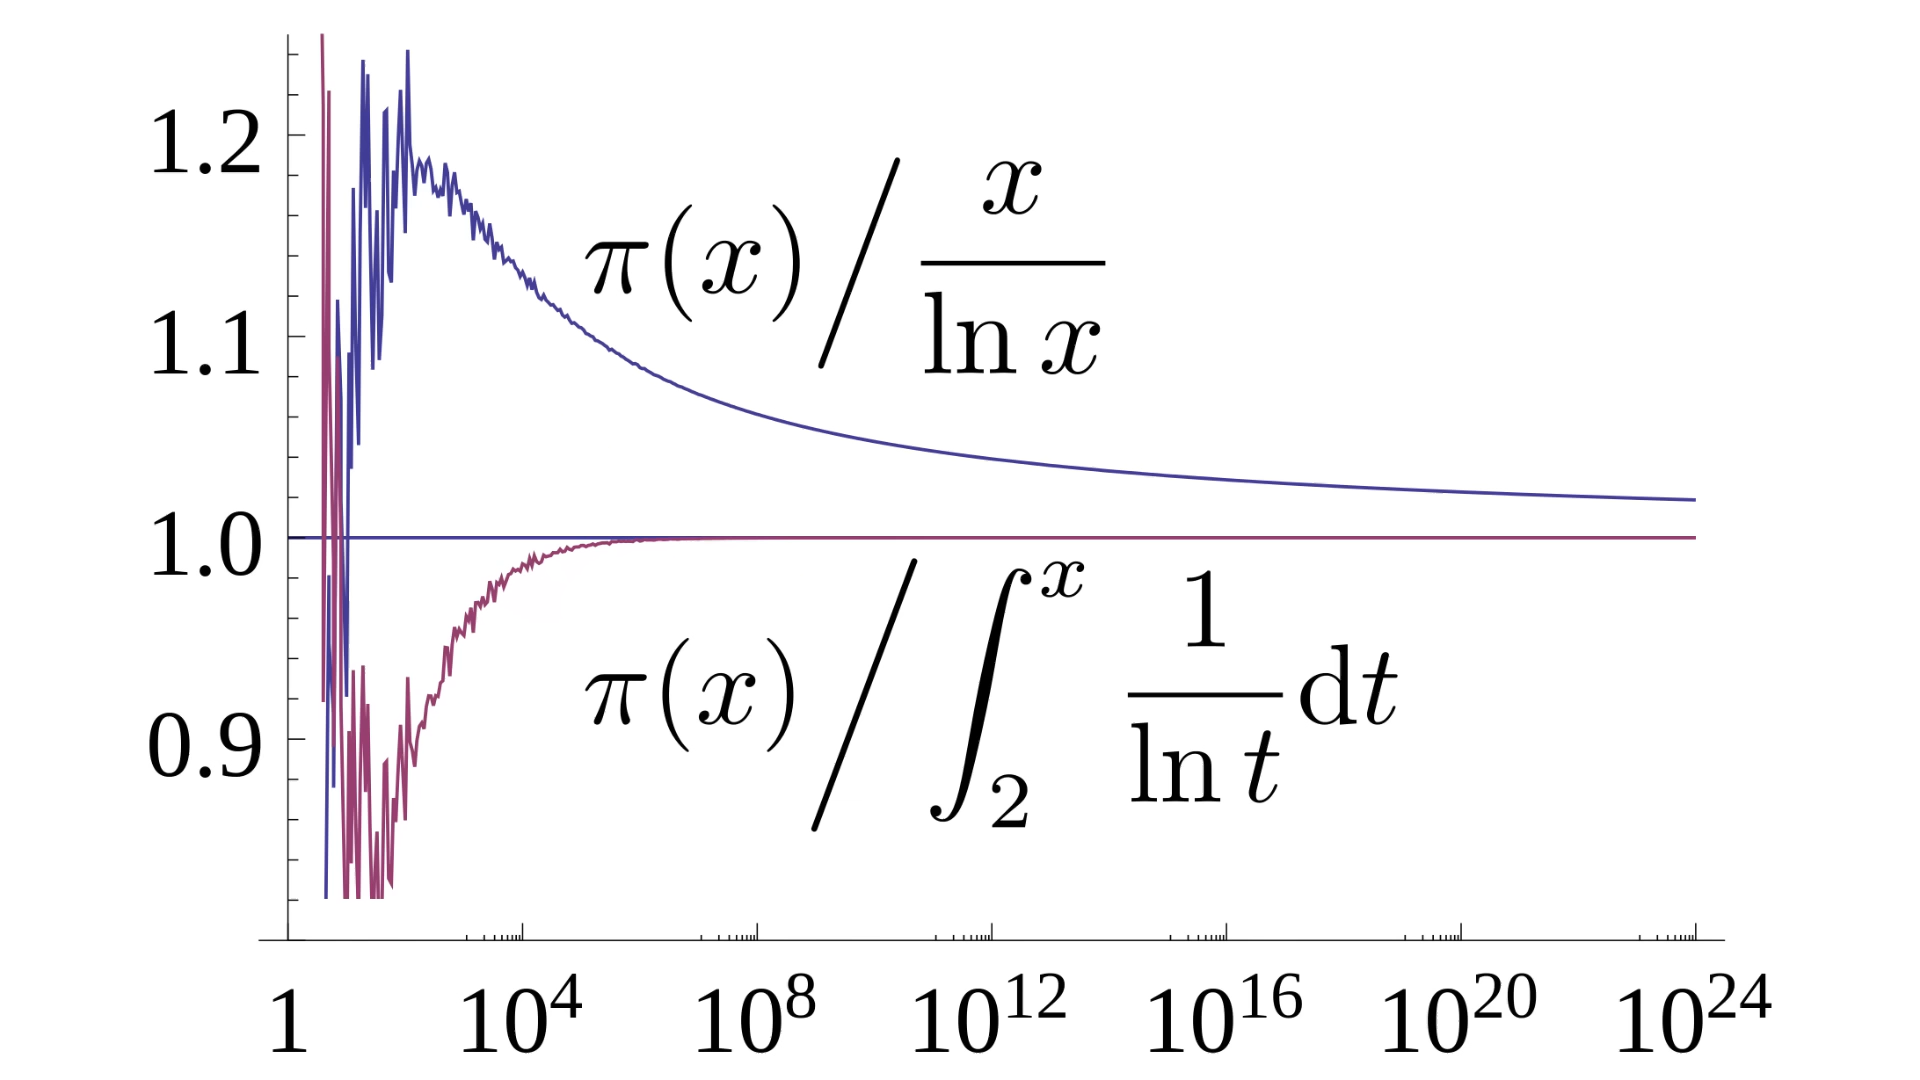 1.2
π(x) / x/ln x
1.1
1.0
π(x) / ∫₂ˣ 1/ln t dt
0.9
1 10⁴ 10⁸ 10¹² 10¹⁶ 10²⁰ 10²⁴